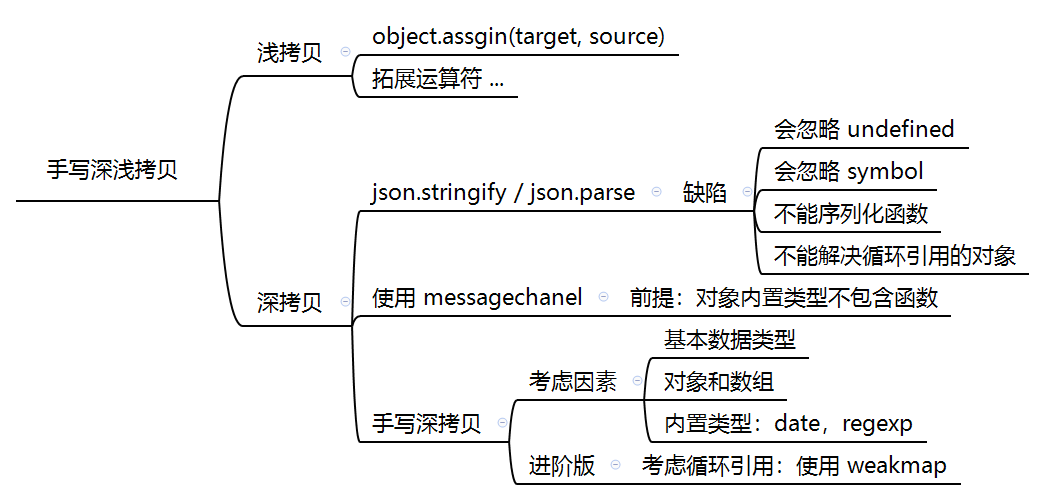 手写深浅拷贝
浅拷贝
object.assgin(target, source)
拓展运算符 ...
深拷贝
json.stringify / json.parse
缺陷
会忽略 undefined
会忽略 symbol
不能序列化函数
不能解决循环引用的对象
使用 messagechanel
前提：对象内置类型不包含函数
手写深拷贝
考虑因素
基本数据类型
对象和数组
内置类型：date，regexp
进阶版
考虑循环引用：使用 weakmap